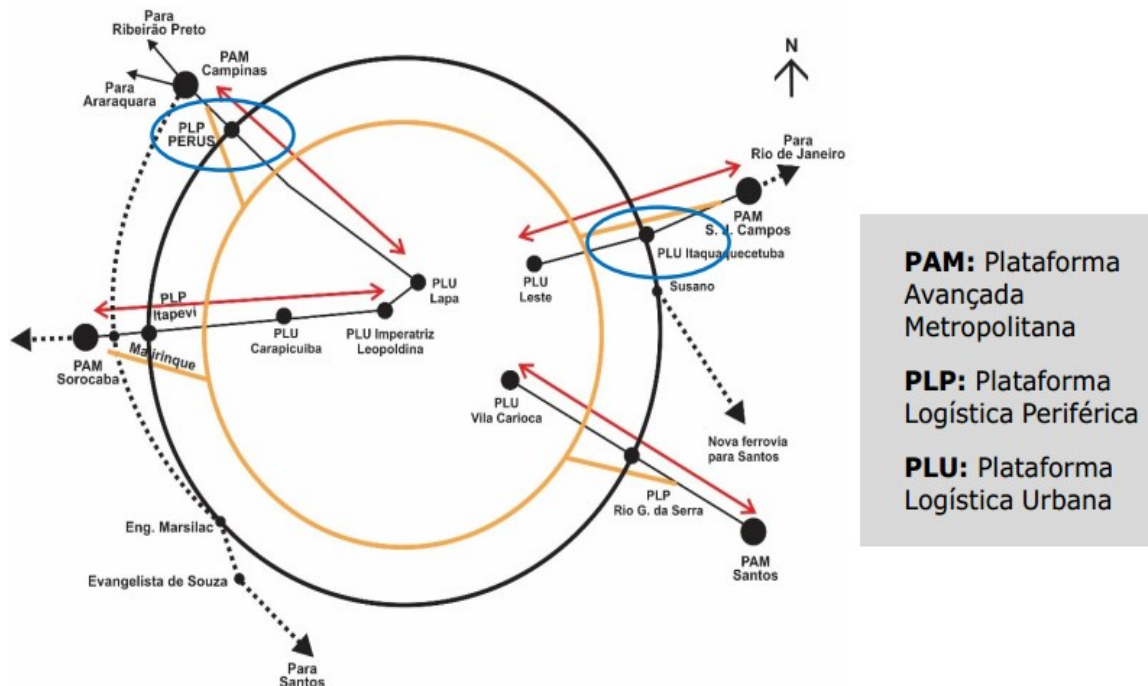 Para
Ribeirão Preto
PAM
Campinas
Para
Araraquara
PLP
PERUS
N
Para
Rio de Janeiro
PAM
S. J. Campos
PLU Itaquaquecetuba
PLU
Leste
Susano
PLU
Lapa
PLP
Itapevi
PLU
Carapicuiba
PLU Imperatriz
Leopoldina
Mairinque
PAM
Sorocaba
PLU
Vila Carioca
Nova ferrovia
para Santos
PLP
Rio G. da Serra
Eng. Marsilac
PAM
Santos
Evangelista de Souza
Para
Santos
PAM: Plataforma
Avançada
Metropolitana
PLP: Plataforma
Logística Periférica
PLU: Plataforma
Logística Urbana